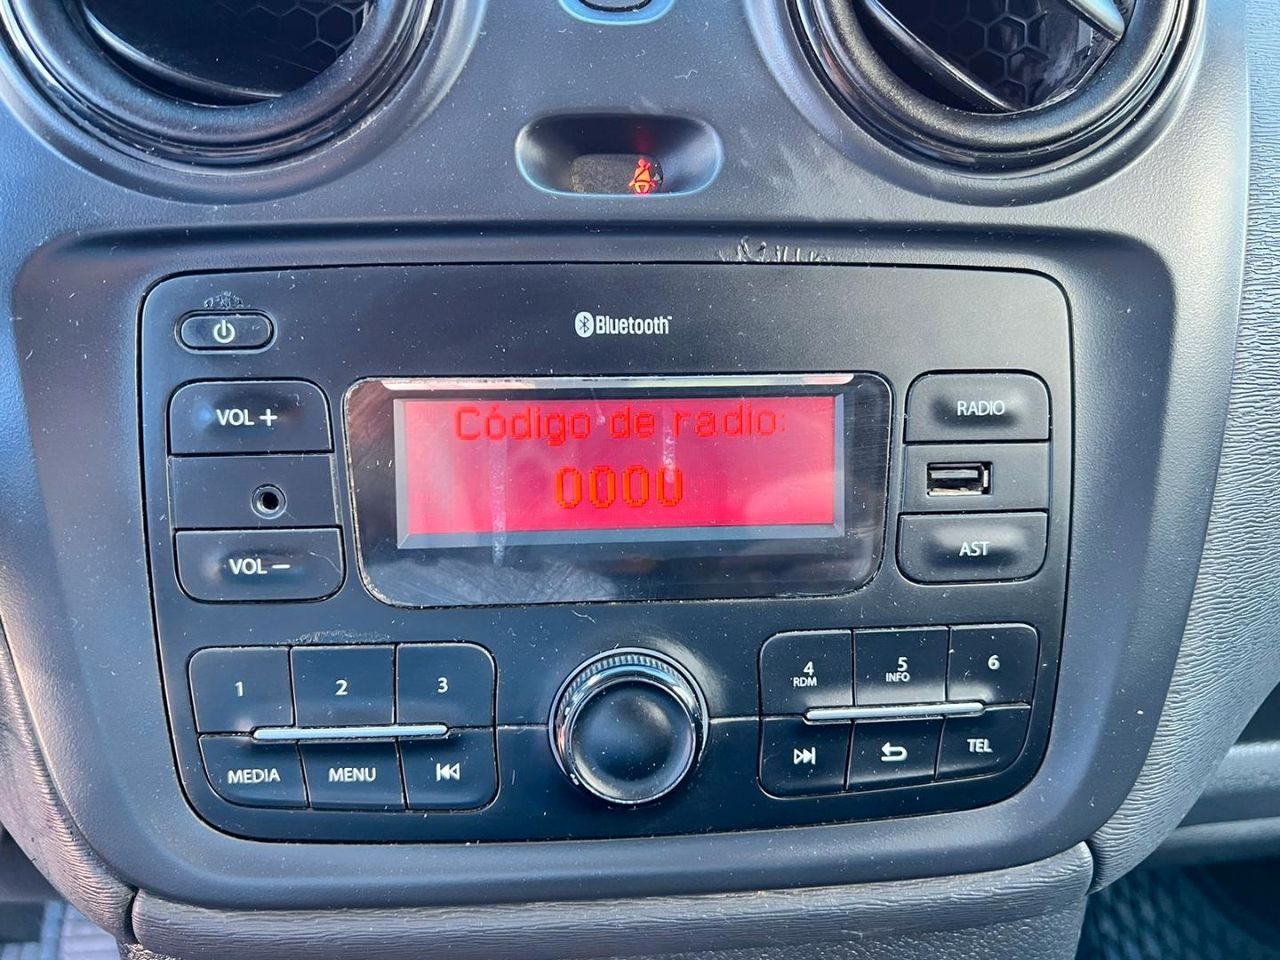 Bluetooth
VOL +
RADIO
Código de radio:
0000
VOL –
AST
1
2
3
4
RDM
5
INFO
6
MEDIA
MENU
TEL